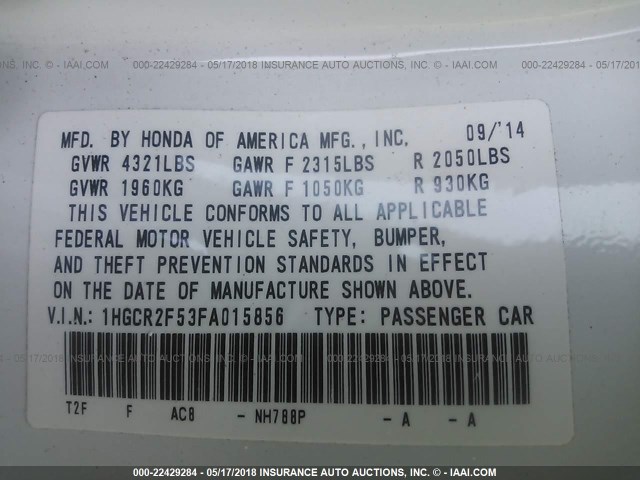 000-22429284 - 05/17/2018 INSURANCE AUTO AUCTIONS, INC. - © IAAI.COM
MFD. BY HONDA OF AMERICA MFG., INC. 09/'14
GVWR 4321LBS GAWR F 2315LBS R 2050LBS
GVWR 1960KG GAWR F 1050KG R 930KG
THIS VEHICLE CONFORMS TO ALL APPLICABLE
FEDERAL MOTOR VEHICLE SAFETY, BUMPER,
AND THEFT PREVENTION STANDARDS IN EFFECT
ON THE DATE OF MANUFACTURE SHOWN ABOVE.
V.I.N.: 1HGCR2F53FA015856 TYPE: PASSENGER CAR
T2F F AC8 - NH788P - A - A
000-22429284 - 05/17/2018 INSURANCE AUTO AUCTIONS, INC. - © IAAI.COM